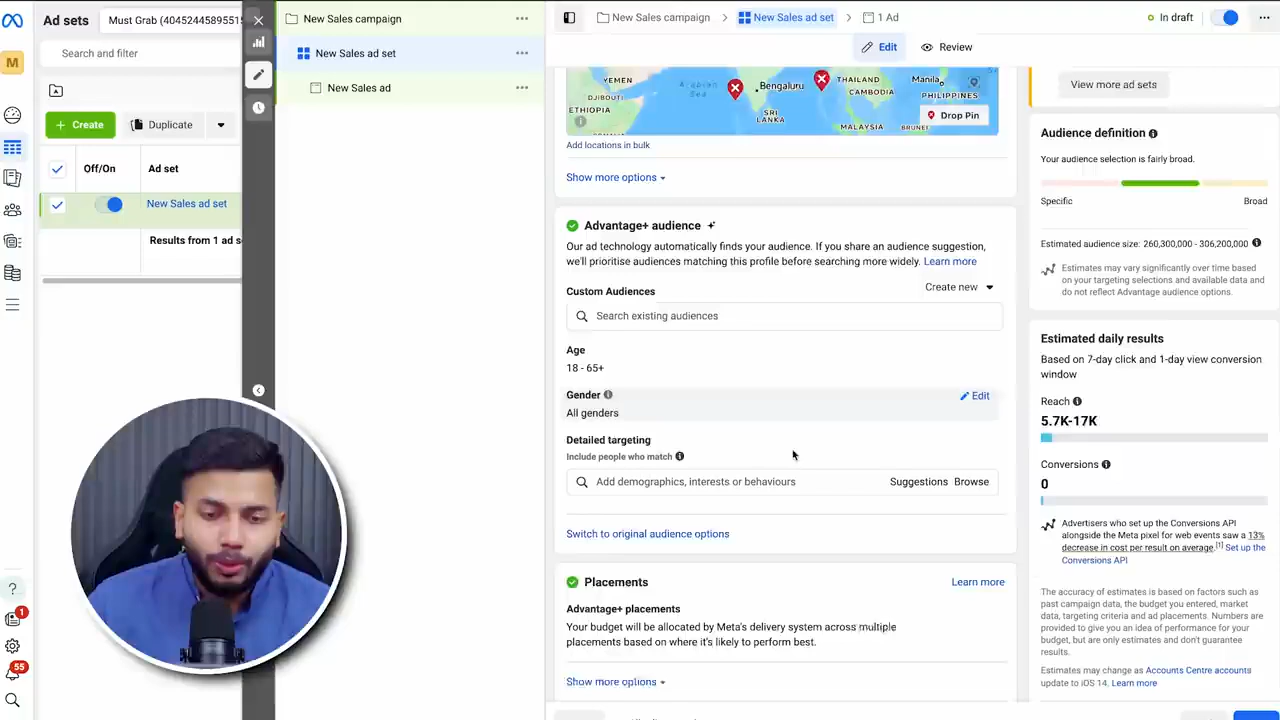 Ad sets
Must Grab (4045244589551
Search and filter
Create
Duplicate
Off/On
Ad set
New Sales ad set
Results from 1 ad s
M
1
55
New Sales campaign
New Sales ad set
New Sales ad
New Sales campaign
New Sales ad set
1 Ad
In draft
Edit
Review
YEMEN
DJIBOUTI
ETHIOPIA
Arabian Sea
Bengaluru
SRI LANKA
THAILAND
CAMBODIA
Manila
PHILIPPINES
MALAYSIA
BRUNEI
Drop Pin
Add locations in bulk
Show more options
Advantage+ audience
Our ad technology automatically finds your audience. If you share an audience suggestion,
we'll prioritise audiences matching this profile before searching more widely. Learn more
Custom Audiences
Create new
Search existing audiences
Age
18 - 65+
Gender
Edit
All genders
Detailed targeting
Include people who match
Add demographics, interests or behaviours
Suggestions
Browse
Switch to original audience options
Placements
Learn more
Advantage+ placements
Your budget will be allocated by Meta's delivery system across multiple
placements based on where it's likely to perform best.
Show more options
View more ad sets
Audience definition
Your audience selection is fairly broad.
Specific
Broad
Estimated audience size: 260,300,000 - 306,200,000
Estimates may vary significantly over time based
on your targeting selections and available data and
do not reflect Advantage audience options.
Estimated daily results
Based on 7-day click and 1-day view conversion
window
Reach
5.7K-17K
Conversions
0
Advertisers who set up the Conversions API
alongside the Meta pixel for web events saw a 13%
decrease in cost per result on average.[1] Set up the
Conversions API
The accuracy of estimates is based on factors such as
past campaign data, the budget you entered, market
data, targeting criteria and ad placements. Numbers are
provided to give you an idea of performance for your
budget, but are only estimates and don't guarantee
results.
Estimates may change as Accounts Centre accounts
update to iOS 14. Learn more